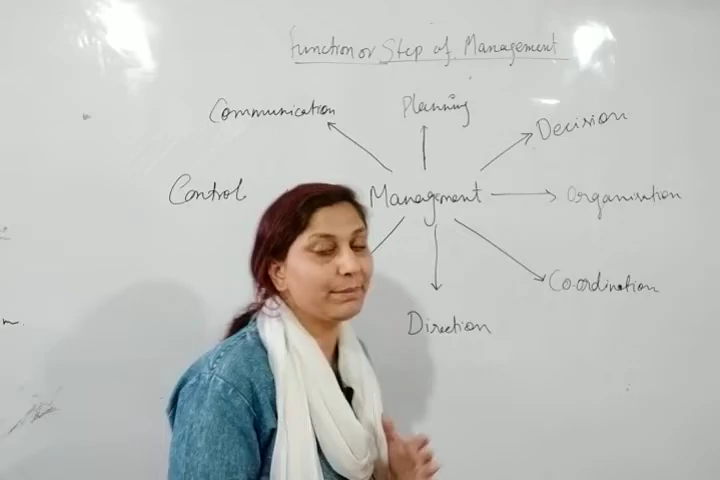 Function or Step of Management
Communication
Planning
Decision
Control
Management
Organisation
Co-ordination
Direction